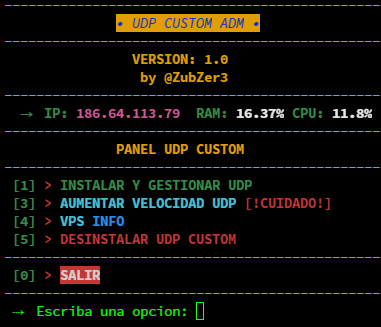 • UDP CUSTOM ADM •
VERSION: 1.0
by @ZubZer3
→ IP: 186.64.113.79 RAM: 16.37% CPU: 11.8%
PANEL UDP CUSTOM
[1] > INSTALAR Y GESTIONAR UDP
[3] > AUMENTAR VELOCIDAD UDP [!CUIDADO!]
[4] > VPS INFO
[5] > DESINSTALAR UDP CUSTOM
[0] > SALIR
→ Escriba una opcion: